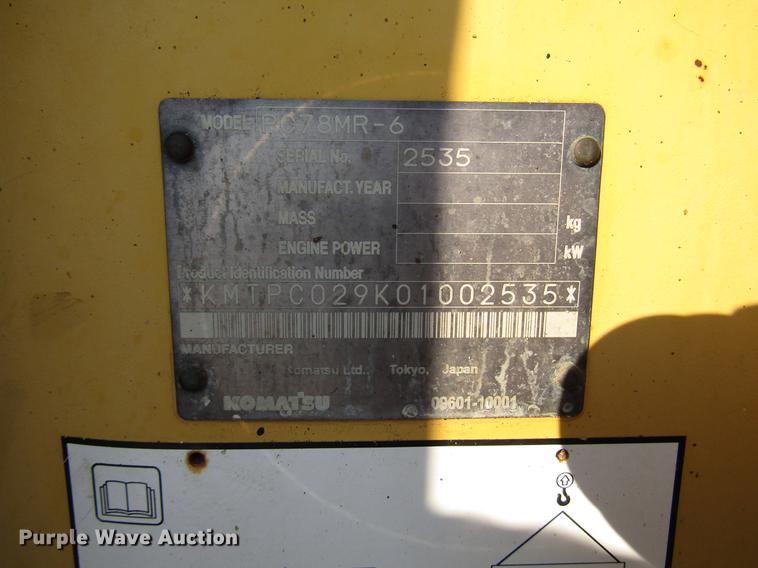 MODEL PC78MR-6
SERIAL No. 2535
MANUFACT. YEAR
MASS kg
ENGINE POWER kW
Product Identification Number
*KMTPC029K01002535*
MANUFACTURER
Komatsu Ltd., Tokyo, Japan
KOMATSU 09601-10001
Purple Wave Auction